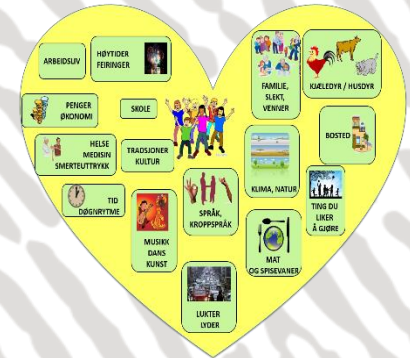 ARBEIDSLIV
HØYTIDER
FEIRINGER
PENGER
ØKONOMI
SKOLE
HELSE
MEDISIN
SMERTEUTTRYKK
TRADISJONER
KULTUR
TID
DØGNRYTME
MUSIKK
DANS
KUNST
SPRÅK,
KROPPSPRÅK
LUKTER
LYDER
FAMILIE,
SLEKT,
VENNER
KJÆLEDYR / HUSDYR
BOSTED
KLIMA, NATUR
TING DU
LIKER
Å GJØRE
MAT
OG SPISEVANER